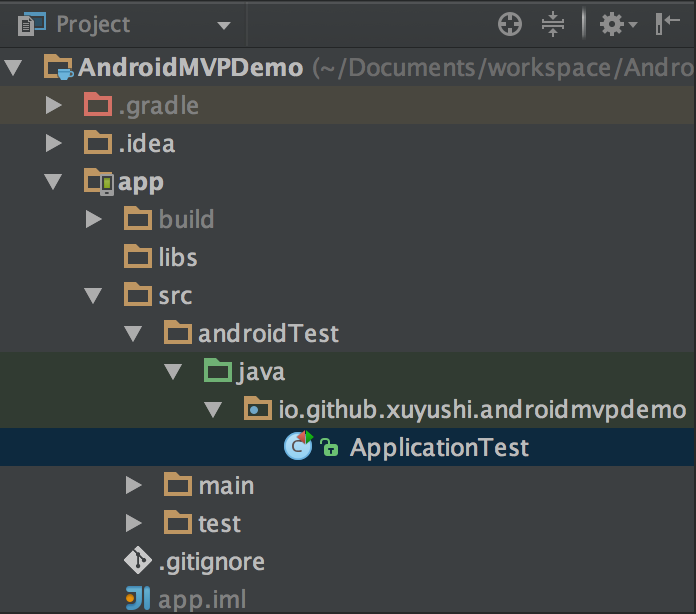 Project
AndroidMVPDemo (~/Documents/workspace/Andro
.gradle
.idea
app
build
libs
src
androidTest
java
io.github.xuyushi.androidmvpdemo
C ApplicationTest
main
test
.gitignore
app.iml